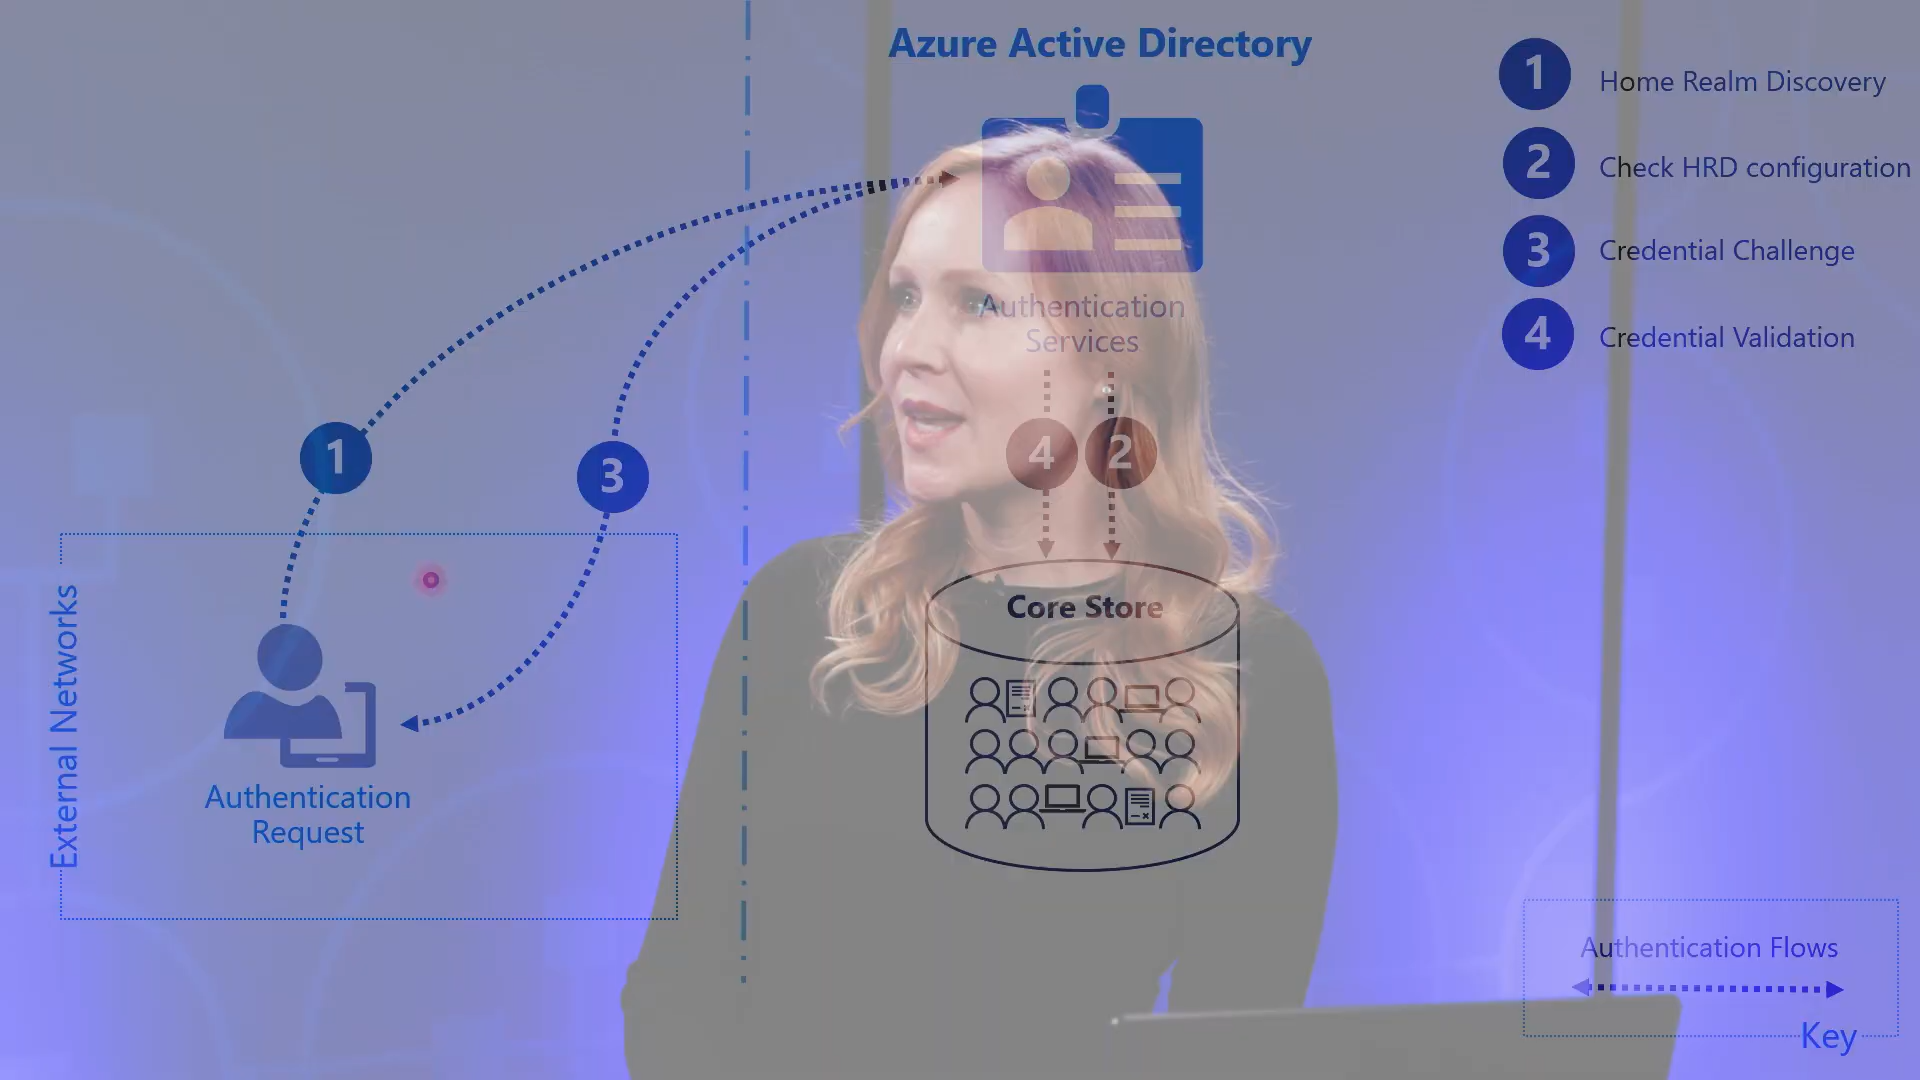 Azure Active Directory
1 Home Realm Discovery
2 Check HRD configuration
3 Credential Challenge
4 Credential Validation
Authentication
Services
1
3
4
2
Core Store
External Networks
Authentication
Request
Authentication Flows
Key